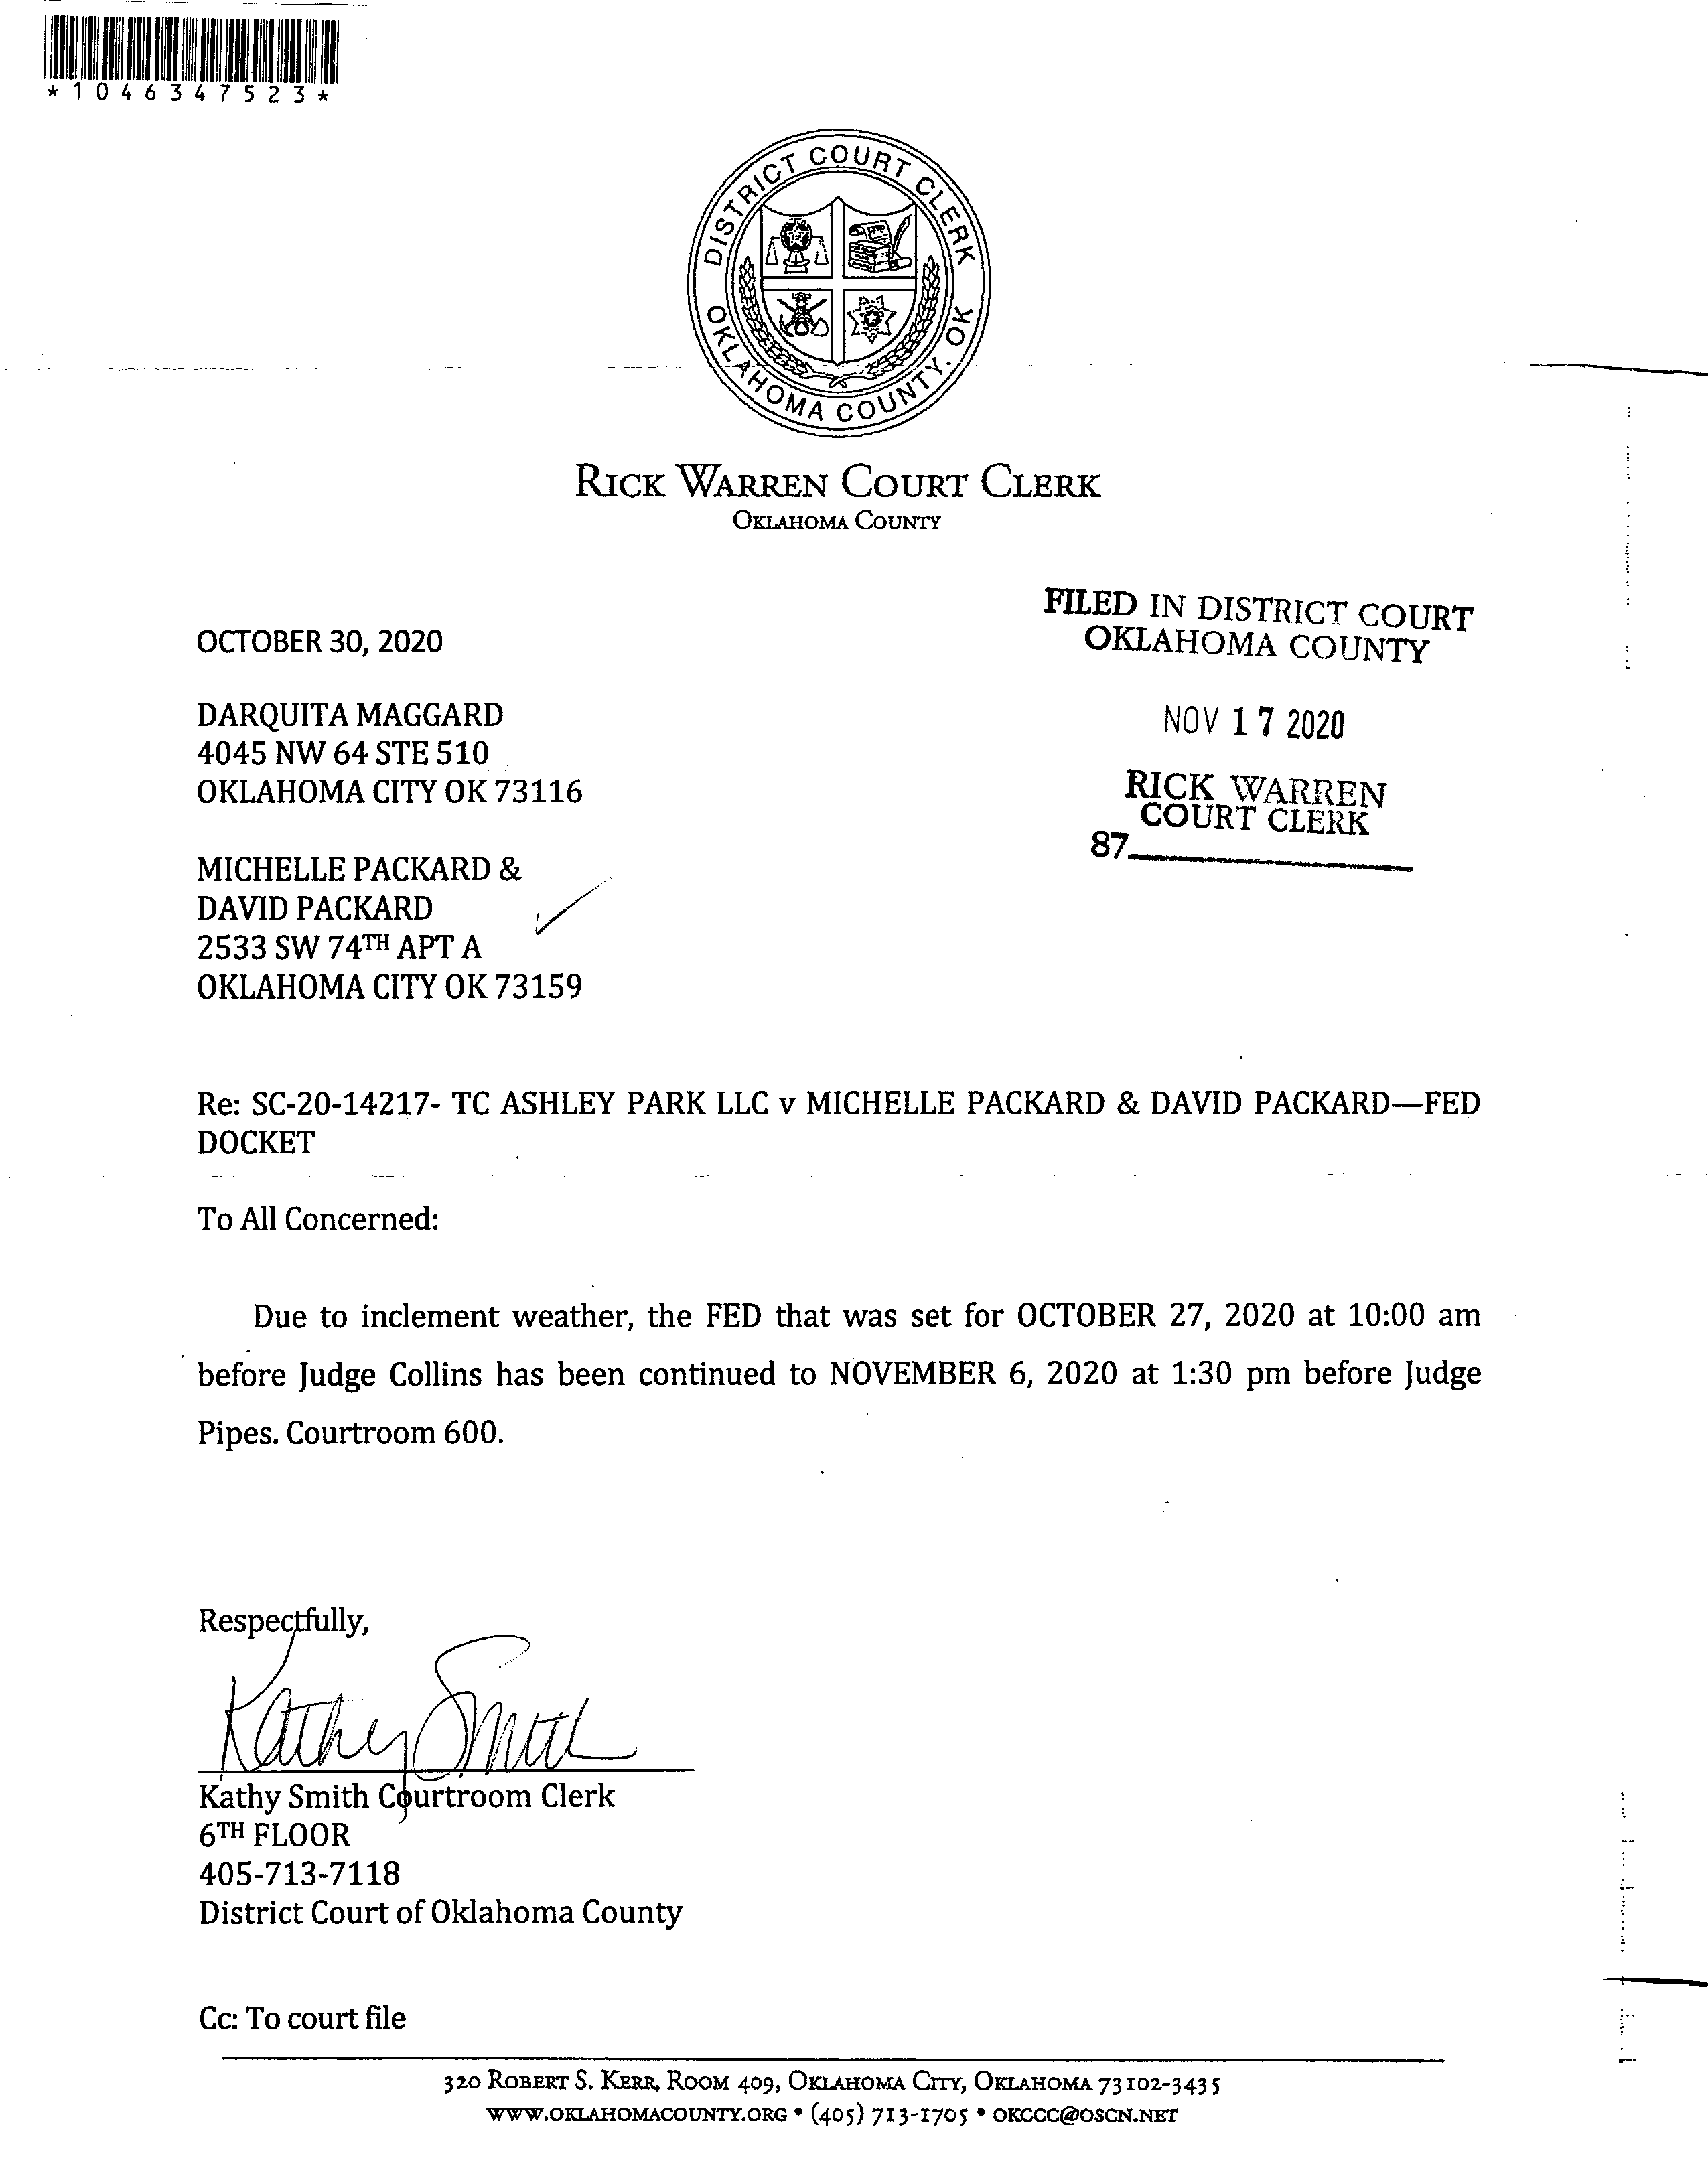 *1046347523*
DISTRICT COURT CLERK
OKLAHOMA COUNTY, OK
RICK WARREN COURT CLERK
OKLAHOMA COUNTY
FILED IN DISTRICT COURT
OKLAHOMA COUNTY
NOV 17 2020
RICK WARREN
COURT CLERK
87
OCTOBER 30, 2020
DARQUITA MAGGARD
4045 NW 64 STE 510
OKLAHOMA CITY OK 73116
MICHELLE PACKARD &
DAVID PACKARD
2533 SW 74TH APT A
OKLAHOMA CITY OK 73159
Re: SC-20-14217- TC ASHLEY PARK LLC v MICHELLE PACKARD & DAVID PACKARD—FED
DOCKET
To All Concerned:
Due to inclement weather, the FED that was set for OCTOBER 27, 2020 at 10:00 am
before Judge Collins has been continued to NOVEMBER 6, 2020 at 1:30 pm before Judge
Pipes. Courtroom 600.
Respectfully,
Kathy Smith
Kathy Smith Courtroom Clerk
6TH FLOOR
405-713-7118
District Court of Oklahoma County
Cc: To court file
320 ROBERT S. KERR, ROOM 409, OKLAHOMA CITY, OKLAHOMA 73102-3435
WWW.OKLAHOMACOUNTY.ORG • (405) 713-1705 • OKCCC@OSCN.NET